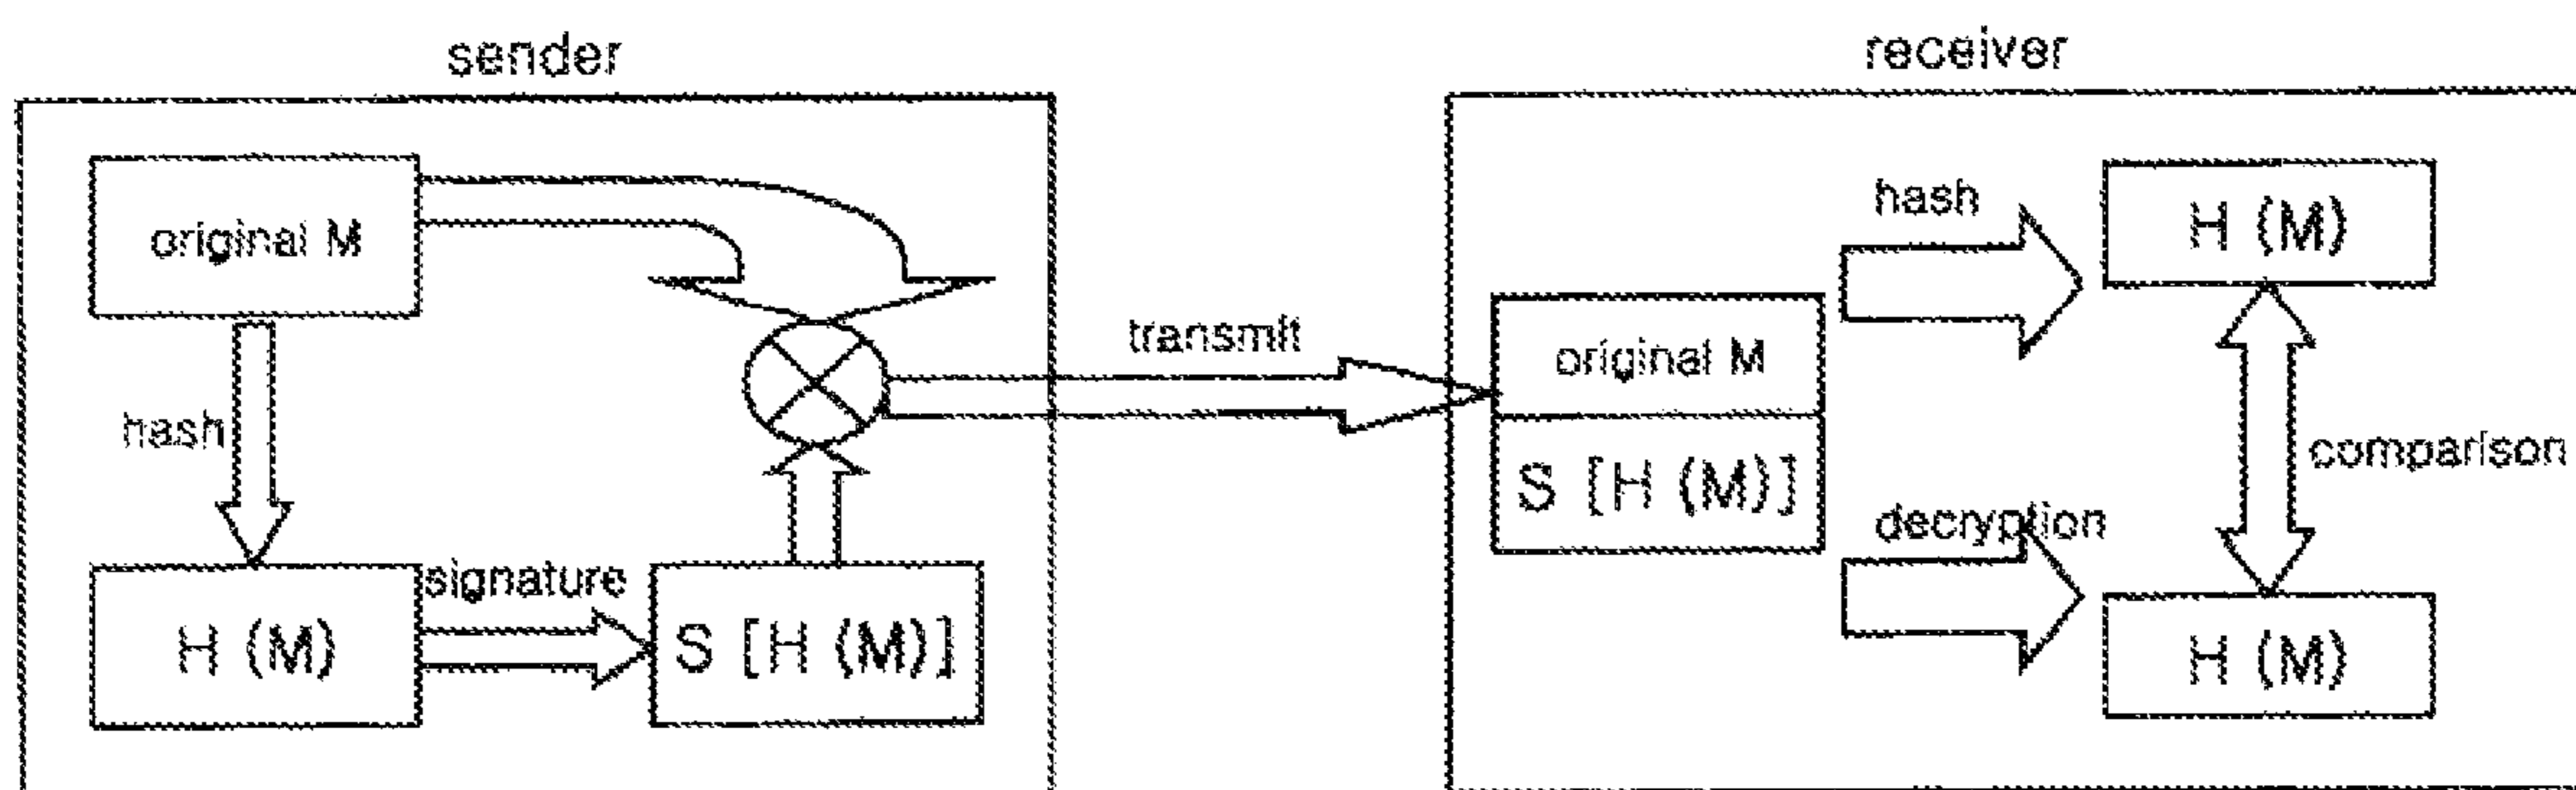 sender
original M
hash
H (M)
signature
S [H (M)]
transmit
receiver
original M
S [H (M)]
hash
H (M)
decryption
H (M)
comparison